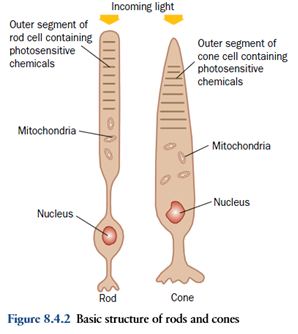 Incoming light
Outer segment of
rod cell containing
photosensitive
chemicals
Outer segment of
cone cell containing
photosensitive
chemicals
Mitochondria
Mitochondria
Nucleus
Nucleus
Rod
Cone
Figure 8.4.2 Basic structure of rods and cones